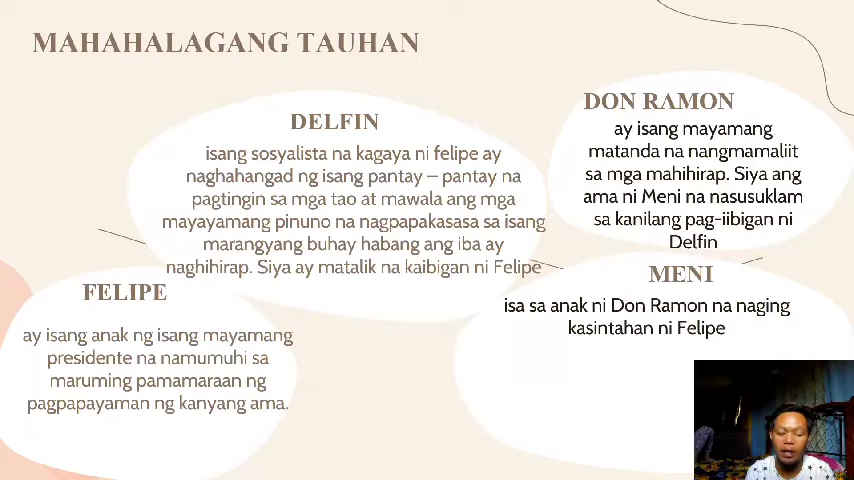 MAHAHALAGANG TAUHAN
DELFIN
isang sosyalista na kagaya ni felipe ay
naghahangad ng isang pantay – pantay na
pagtingin sa mga tao at mawala ang mga
mayayamang pinuno na nagpapakasasa sa isang
marangyang buhay habang ang iba ay
naghihirap. Siya ay matalik na kaibigan ni Felipe
DON RAMON
ay isang mayamang
matanda na nangmamaliit
sa mga mahihirap. Siya ang
ama ni Meni na nasusuklam
sa kanilang pag-iibigan ni
Delfin
FELIPE
ay isang anak ng isang mayamang
presidente na namumuhi sa
maruming pamamaraan ng
pagpapayaman ng kanyang ama.
MENI
isa sa anak ni Don Ramon na naging
kasintahan ni Felipe